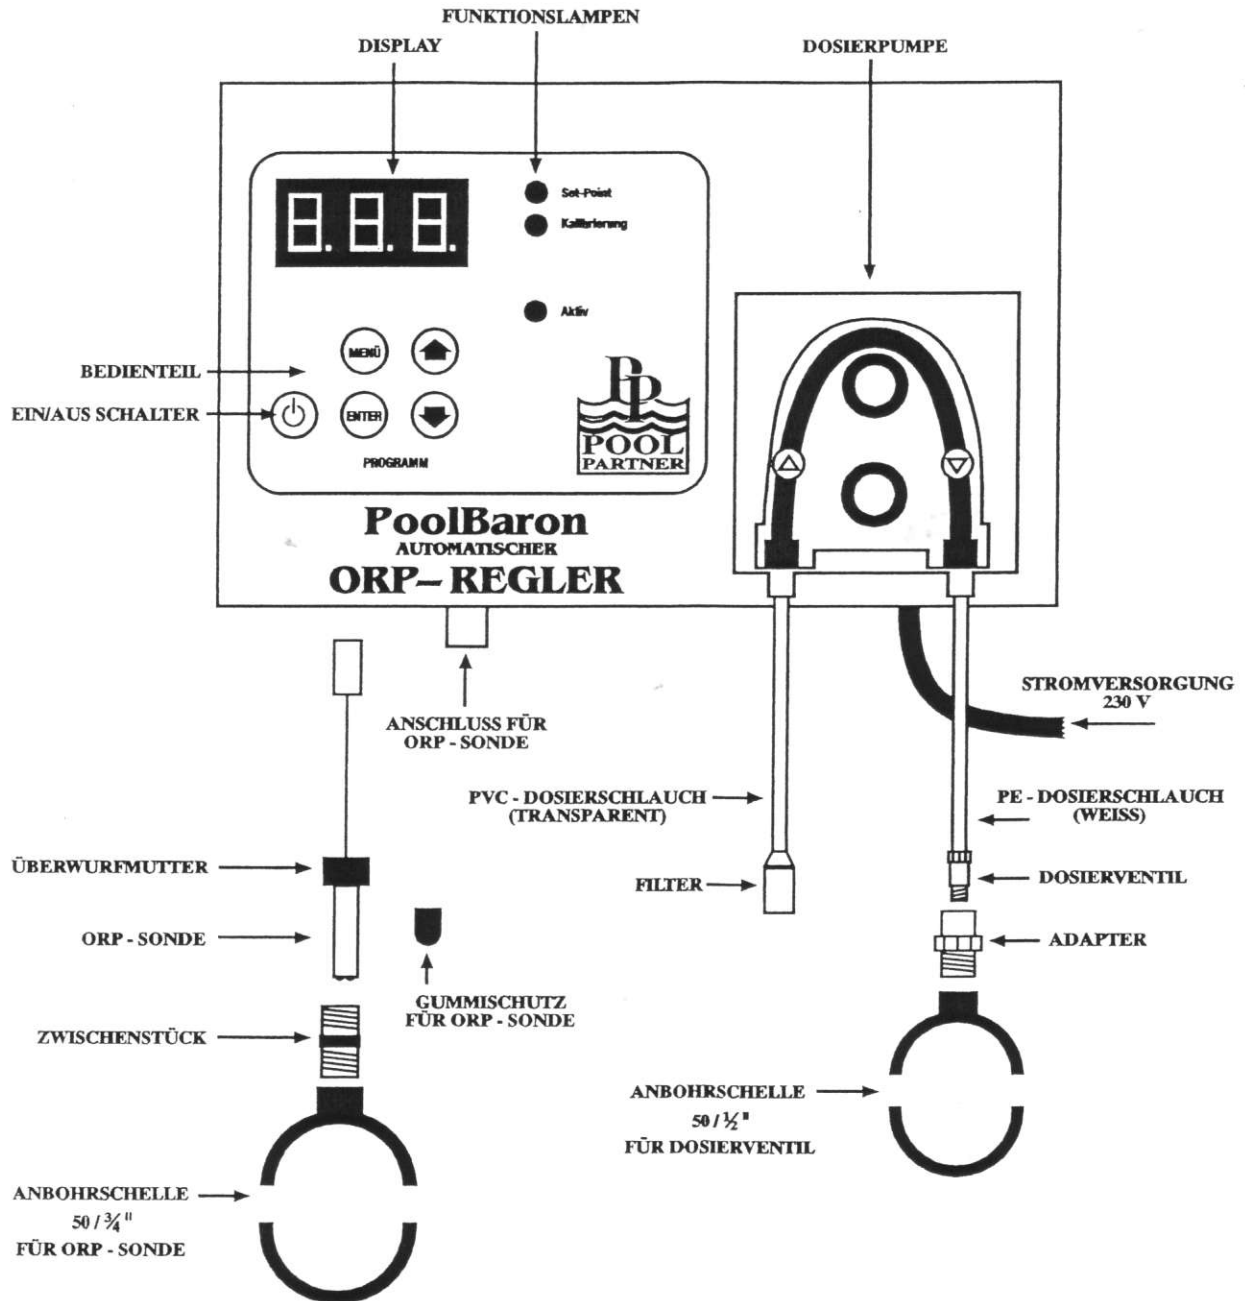 FUNKTIONSLAMPEN
DISPLAY
DOSIERPUMPE
Set-Point
Kalibrierung
Aktiv
MENÜ
BEDIENTEIL
EIN/AUS SCHALTER
ENTER
PROGRAMM
PP
POOL
PARTNER
PoolBaron
AUTOMATISCHER
ORP-REGLER
ANSCHLUSS FÜR
ORP - SONDE
STROMVERSORGUNG
230 V
PVC - DOSIERSCHLAUCH
(TRANSPARENT)
PE - DOSIERSCHLAUCH
(WEISS)
ÜBERWURFMUTTER
FILTER
DOSIERVENTIL
ORP - SONDE
ADAPTER
GUMMISCHUTZ
FÜR ORP - SONDE
ZWISCHENSTÜCK
ANBOHRSCHELLE
50 / ½ "
FÜR DOSIERVENTIL
ANBOHRSCHELLE
50 / ¾ "
FÜR ORP - SONDE